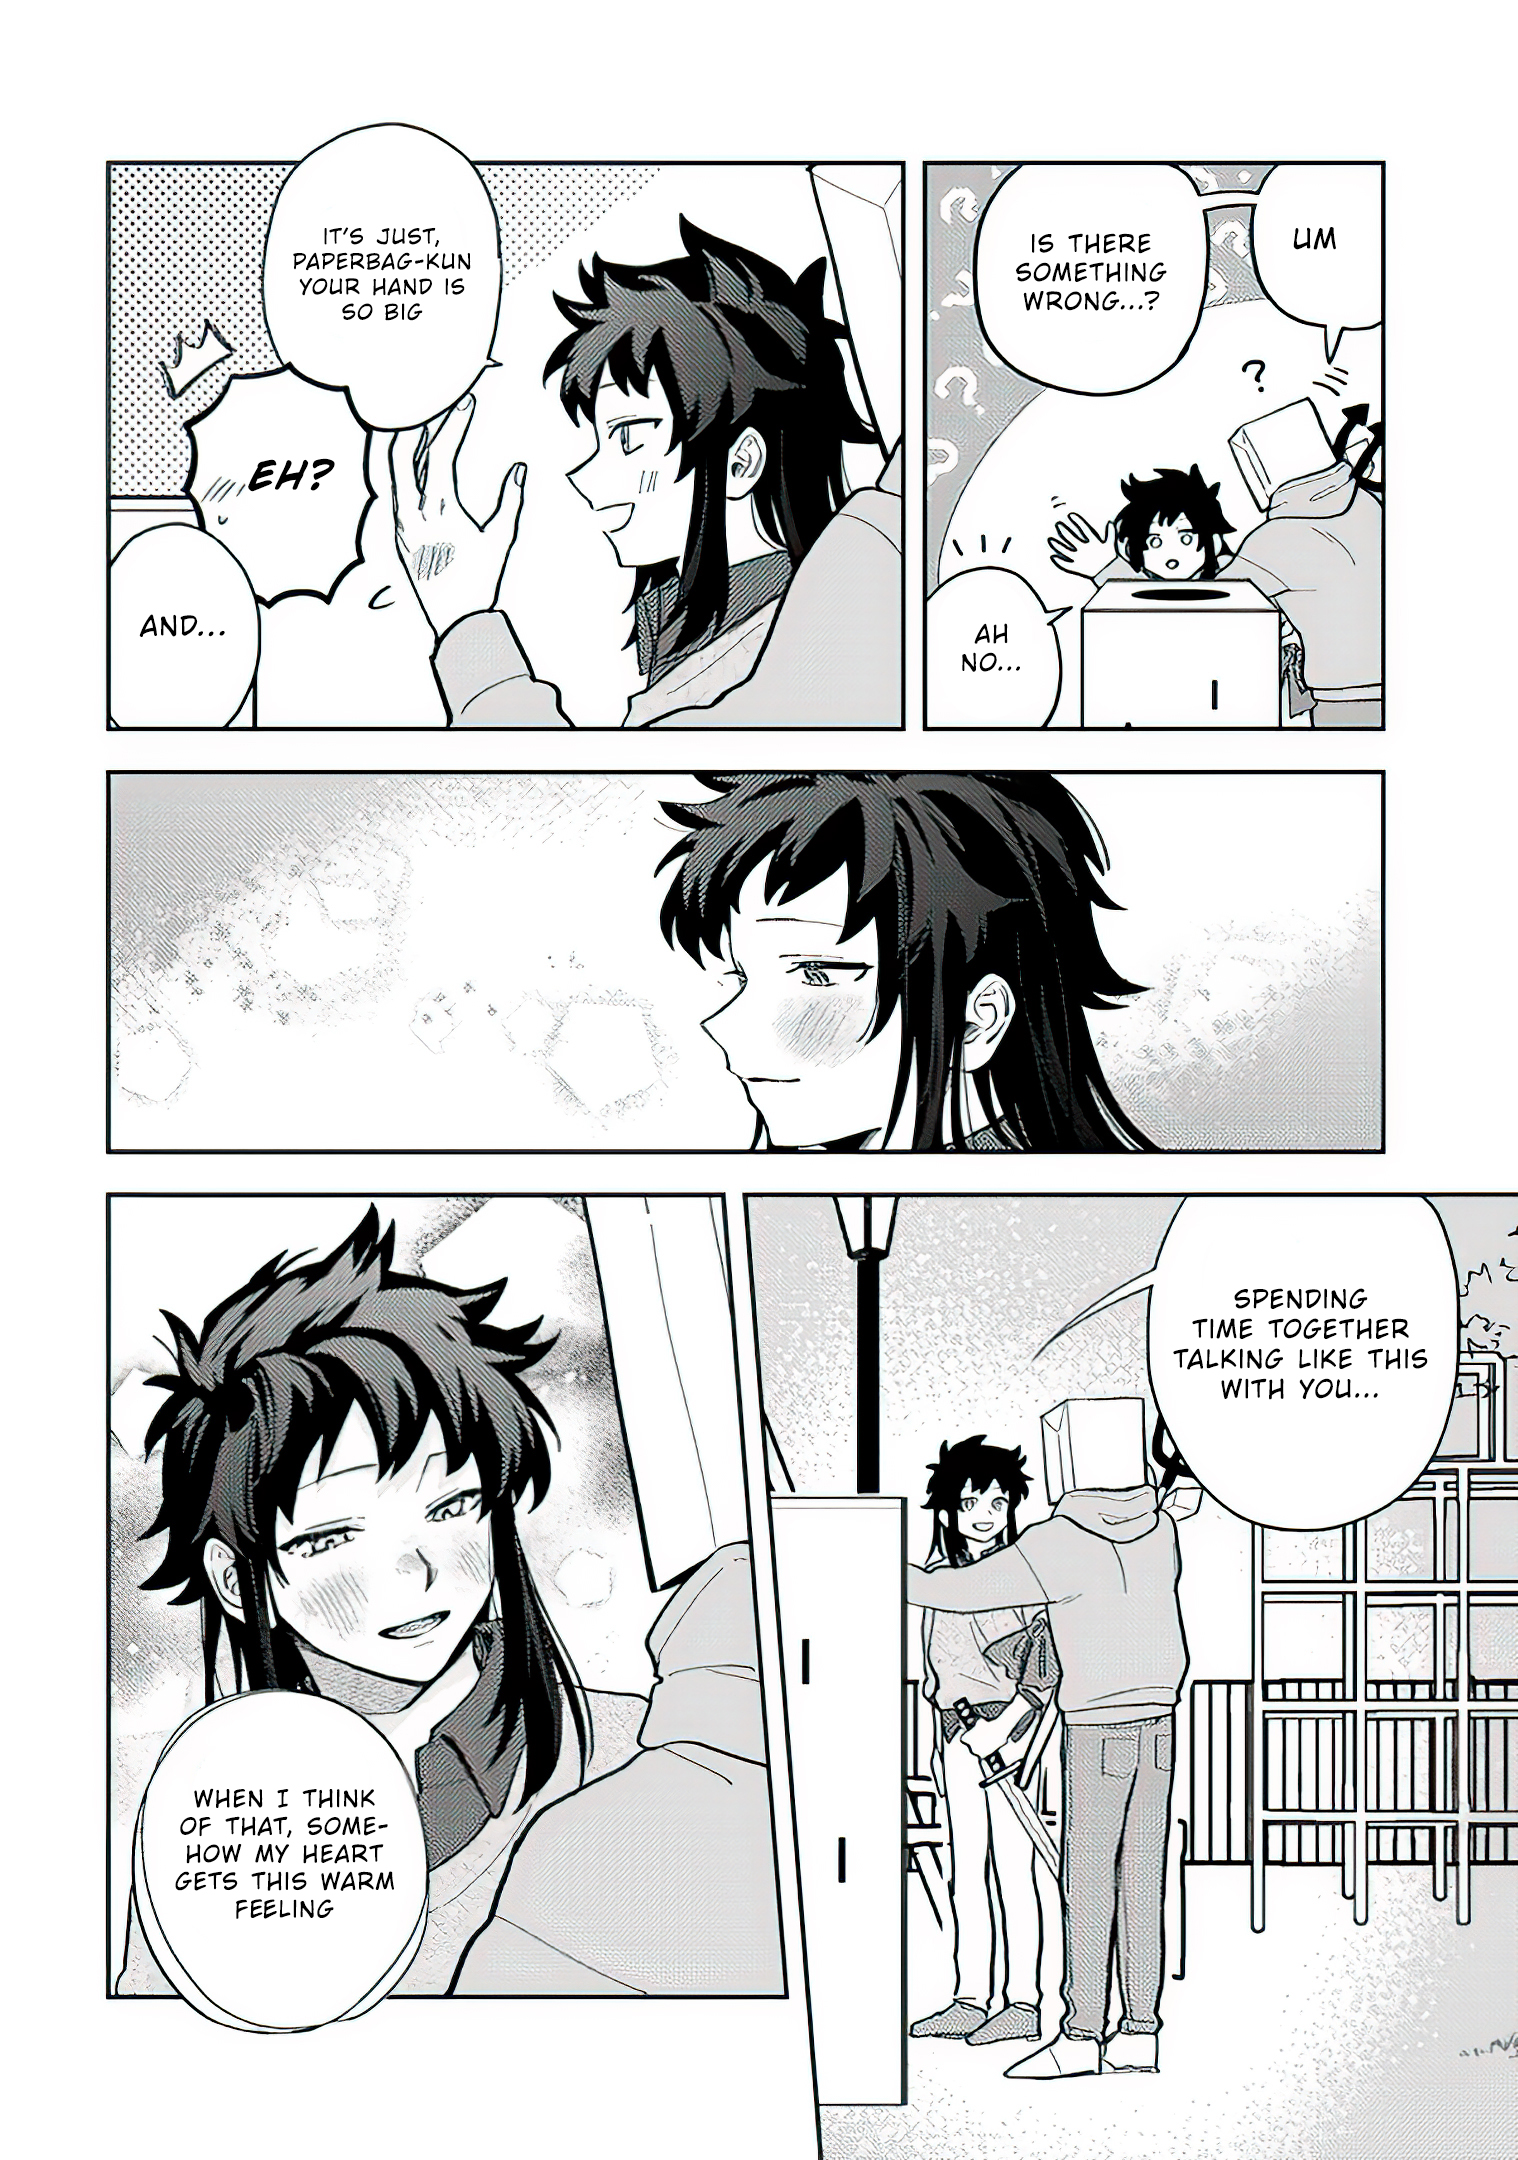 UM
IS THERE
SOMETHING
WRONG...?
?
AH
NO...
IT'S JUST,
PAPERBAG-KUN
YOUR HAND IS
SO BIG
EH?
AND...
SPENDING
TIME TOGETHER
TALKING LIKE THIS
WITH YOU...
WHEN I THINK
OF THAT, SOME-
HOW MY HEART
GETS THIS WARM
FEELING